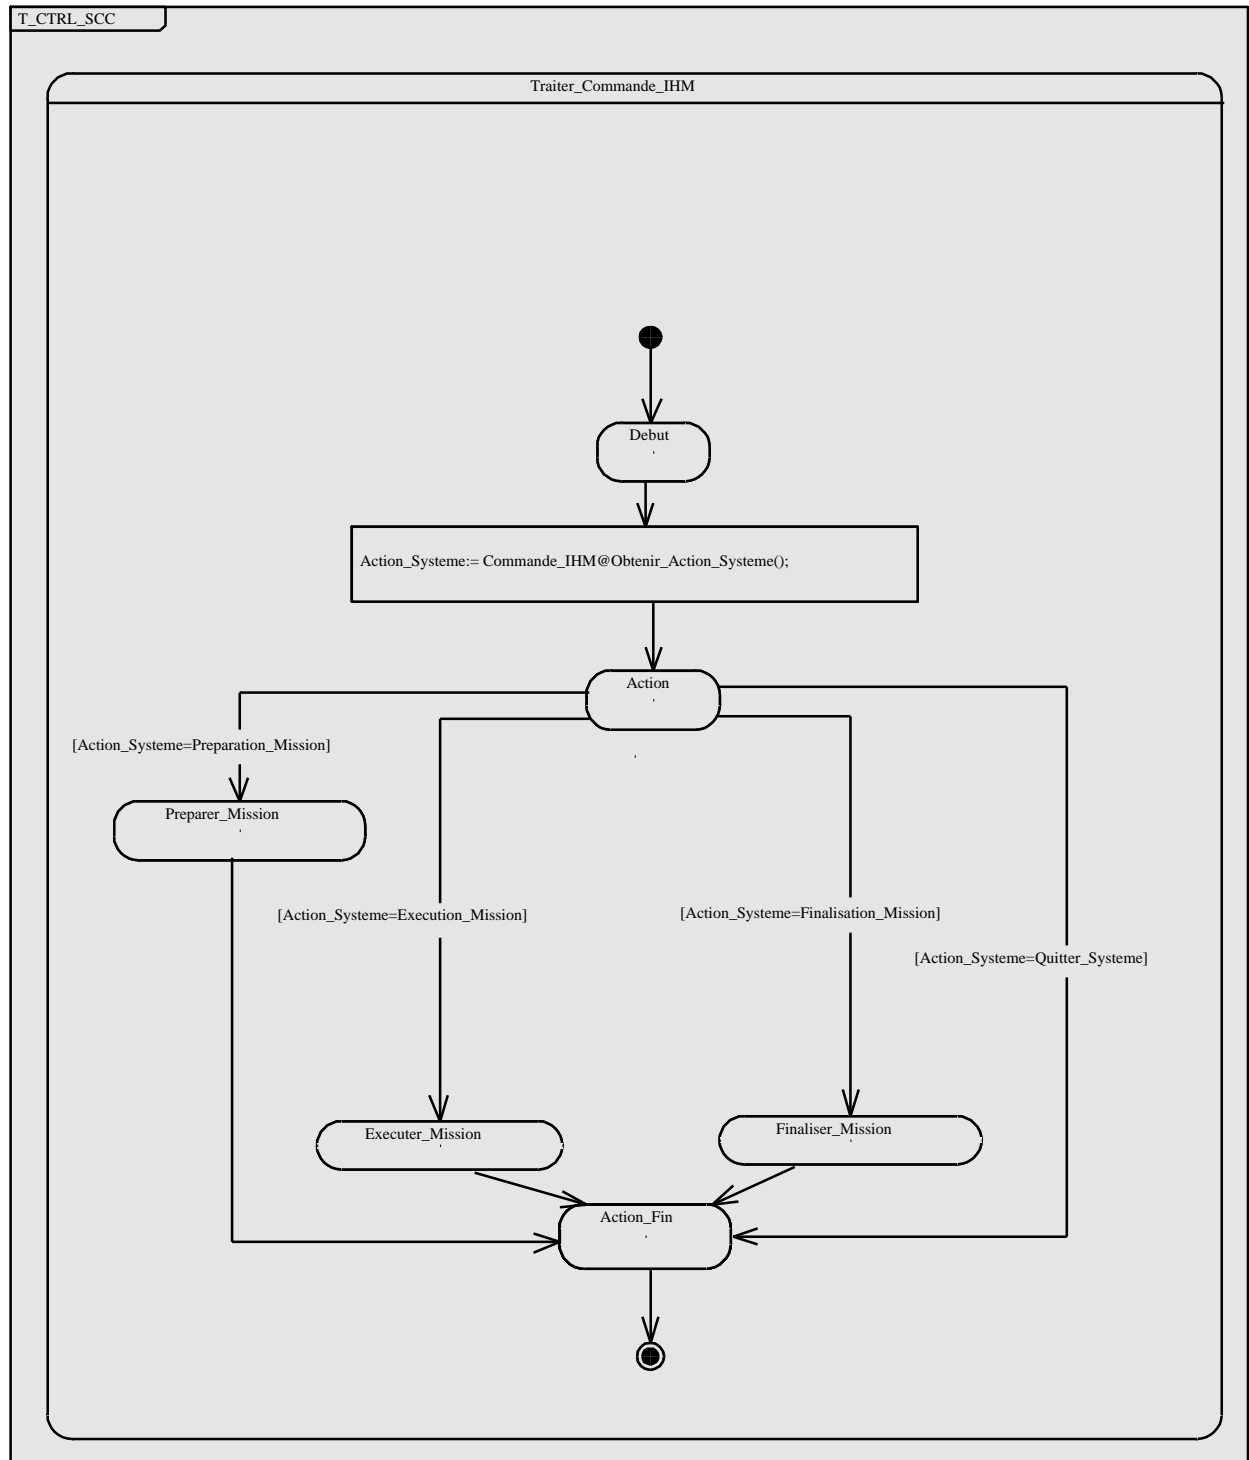 T_CTRL_SCC
Traiter_Commande_IHM
Debut
Action_Systeme:= Commande_IHM@Obtenir_Action_Systeme();
Action
[Action_Systeme=Preparation_Mission]
Preparer_Mission
[Action_Systeme=Execution_Mission]
[Action_Systeme=Finalisation_Mission]
[Action_Systeme=Quitter_Systeme]
Executer_Mission
Finaliser_Mission
Action_Fin